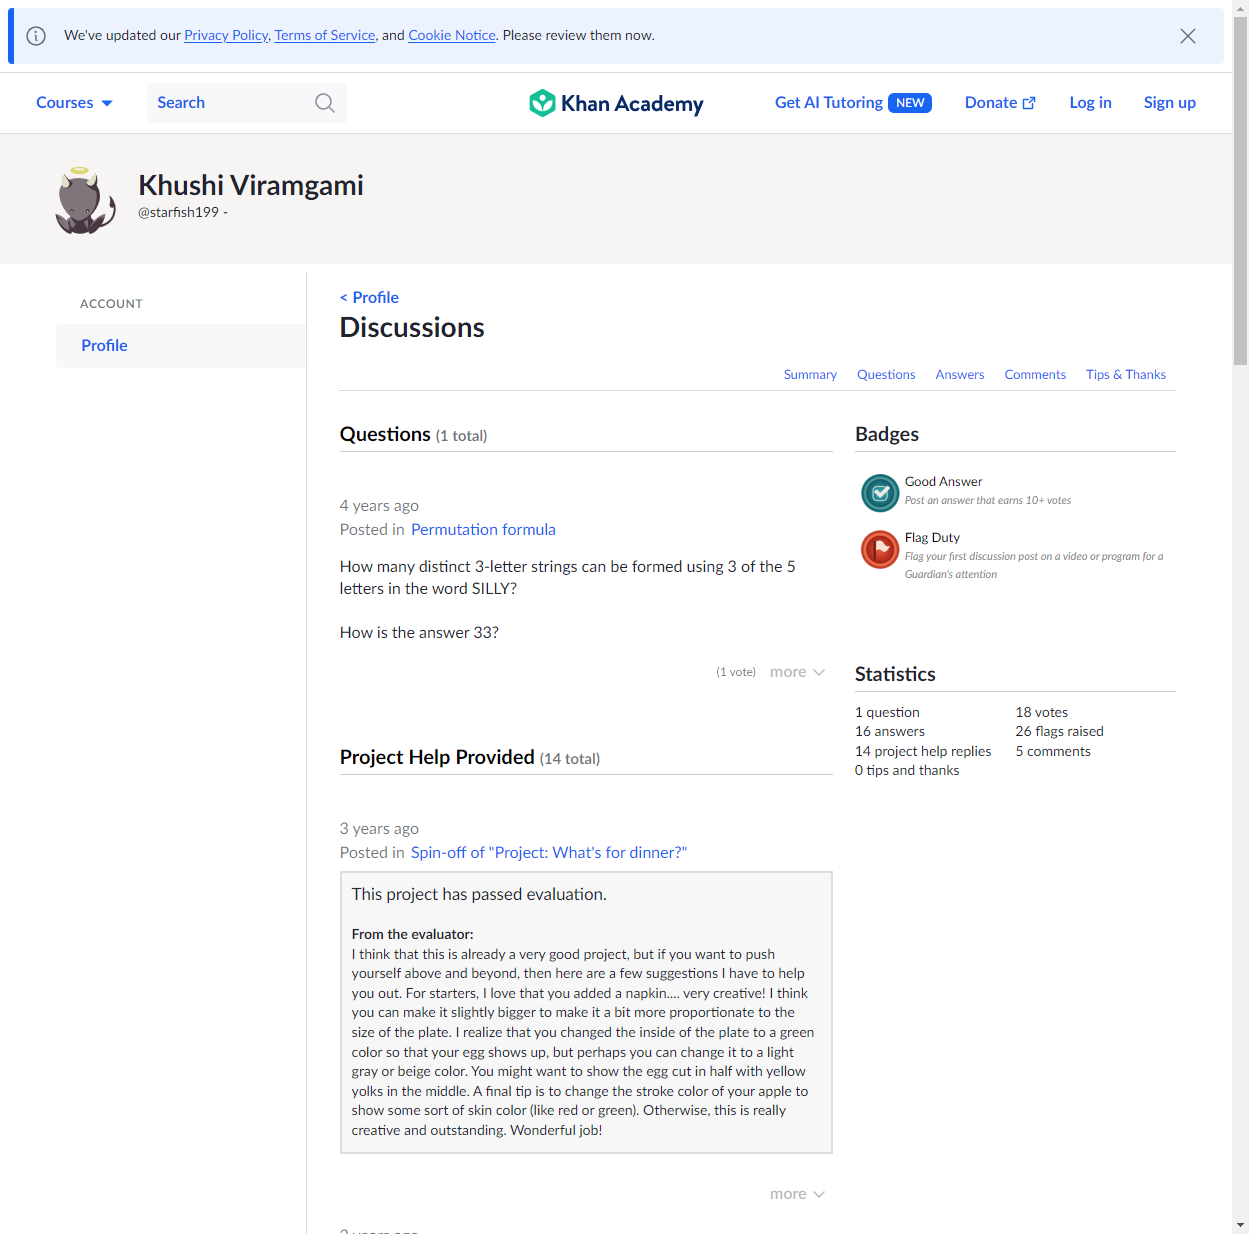 We've updated our Privacy Policy, Terms of Service, and Cookie Notice. Please review them now.
Courses
Search
Khan Academy
Get AI Tutoring NEW
Donate
Log in
Sign up
Khushi Viramgami
@starfish199 -
ACCOUNT
Profile
< Profile
Discussions
Summary
Questions
Answers
Comments
Tips & Thanks
Questions (1 total)
4 years ago
Posted in Permutation formula
How many distinct 3-letter strings can be formed using 3 of the 5
letters in the word SILLY?
How is the answer 33?
(1 vote)
more
Project Help Provided (14 total)
3 years ago
Posted in Spin-off of "Project: What's for dinner?"
This project has passed evaluation.
From the evaluator:
I think that this is already a very good project, but if you want to push
yourself above and beyond, then here are a few suggestions I have to help
you out. For starters, I love that you added a napkin.... very creative! I think
you can make it slightly bigger to make it a bit more proportionate to the
size of the plate. I realize that you changed the inside of the plate to a green
color so that your egg shows up, but perhaps you can change it to a light
gray or beige color. You might want to show the egg cut in half with yellow
yolks in the middle. A final tip is to change the stroke color of your apple to
show some sort of skin color (like red or green). Otherwise, this is really
creative and outstanding. Wonderful job!
more
Badges
Good Answer
Post an answer that earns 10+ votes
Flag Duty
Flag your first discussion post on a video or program for a
Guardian's attention
Statistics
1 question
16 answers
14 project help replies
0 tips and thanks
18 votes
26 flags raised
5 comments